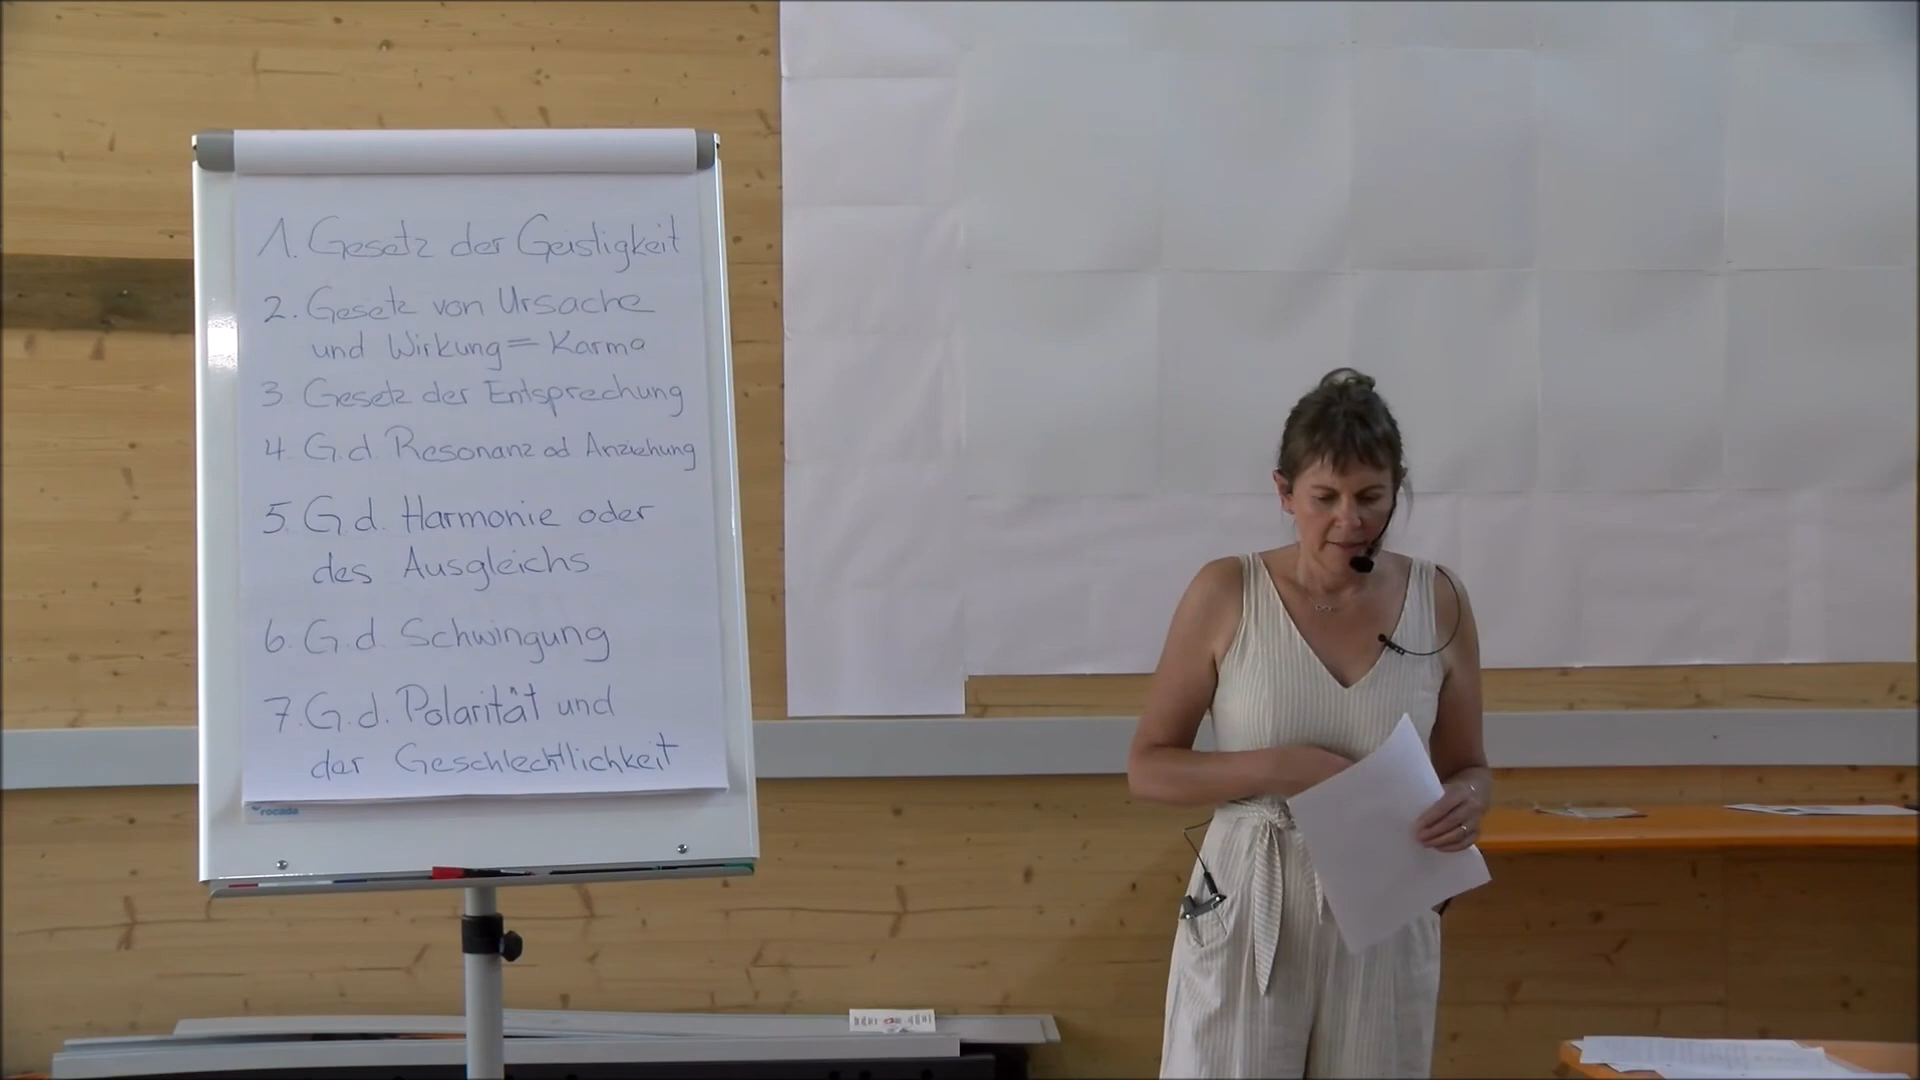 1. Gesetz der Geistigkeit
2. Gesetz von Ursache
und Wirkung = Karma
3 Gesetz der Entsprechung
4. G. d. Resonanz od Anziehung
5. G. d. Harmonie oder
des Ausgleichs
6. G. d. Schwingung
7. G. d. Polarität und
der Geschlechtlichkeit
rocada